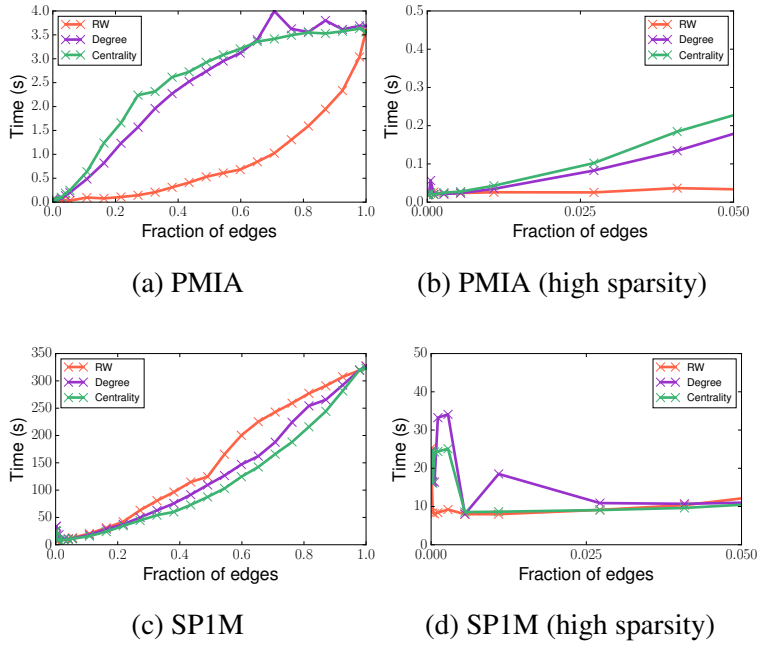 4.0
3.5
3.0
2.5
2.0
1.5
1.0
0.5
0.0
0.0 0.2 0.4 0.6 0.8 1.0
Time (s)
Fraction of edges
RW
Degree
Centrality
(a) PMIA
0.5
0.4
0.3
0.2
0.1
0.0
0.000 0.025 0.050
Time (s)
Fraction of edges
RW
Degree
Centrality
(b) PMIA (high sparsity)
350
300
250
200
150
100
50
0
0.0 0.2 0.4 0.6 0.8 1.0
Time (s)
Fraction of edges
RW
Degree
Centrality
(c) SP1M
50
40
30
20
10
0
0.000 0.025 0.050
Time (s)
Fraction of edges
RW
Degree
Centrality
(d) SP1M (high sparsity)